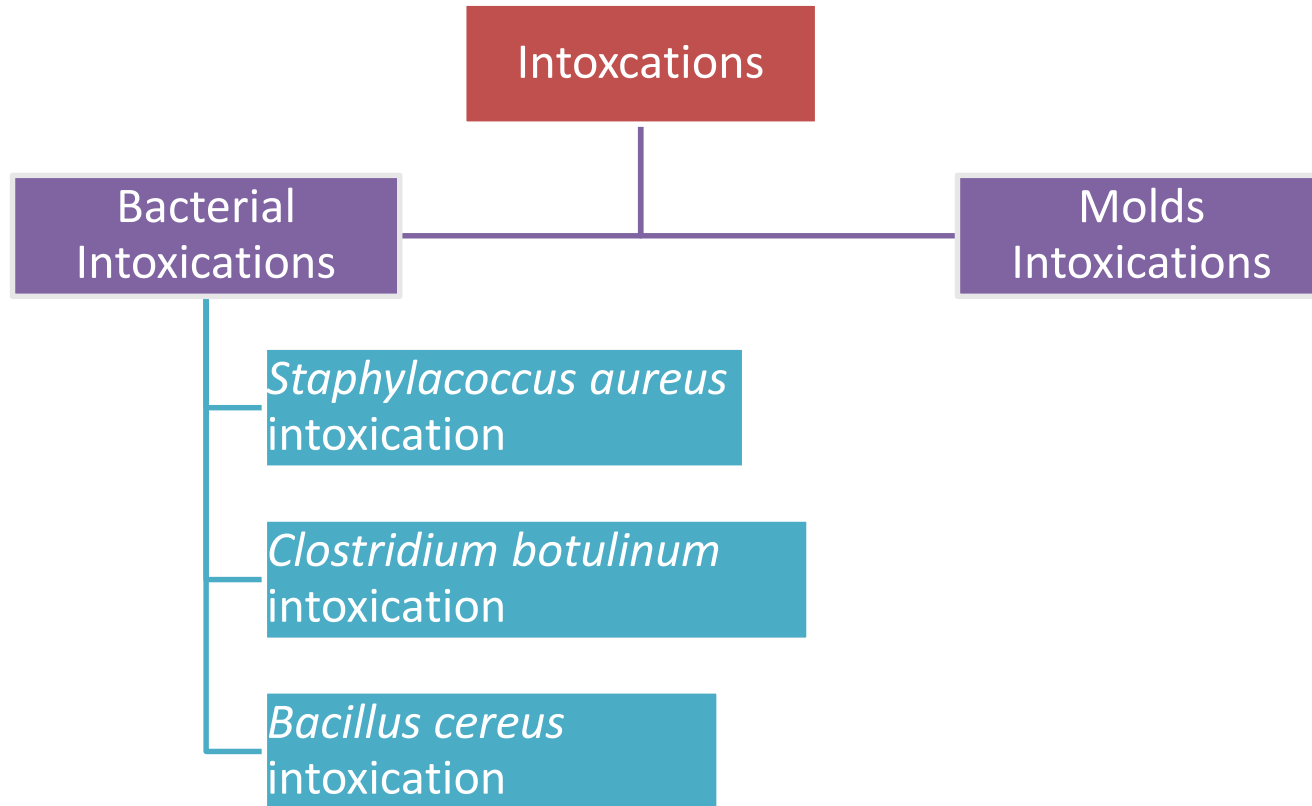 Intoxcations
Bacterial
Intoxications
Molds
Intoxications
Staphylacoccus aureus
intoxication
Clostridium botulinum
intoxication
Bacillus cereus
intoxication